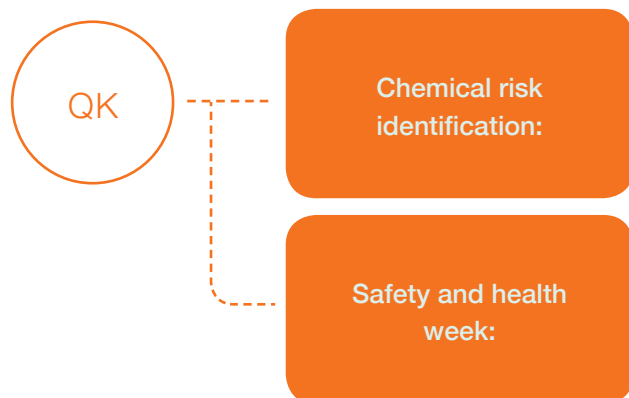 QK
Chemical risk
identification:
Safety and health
week: